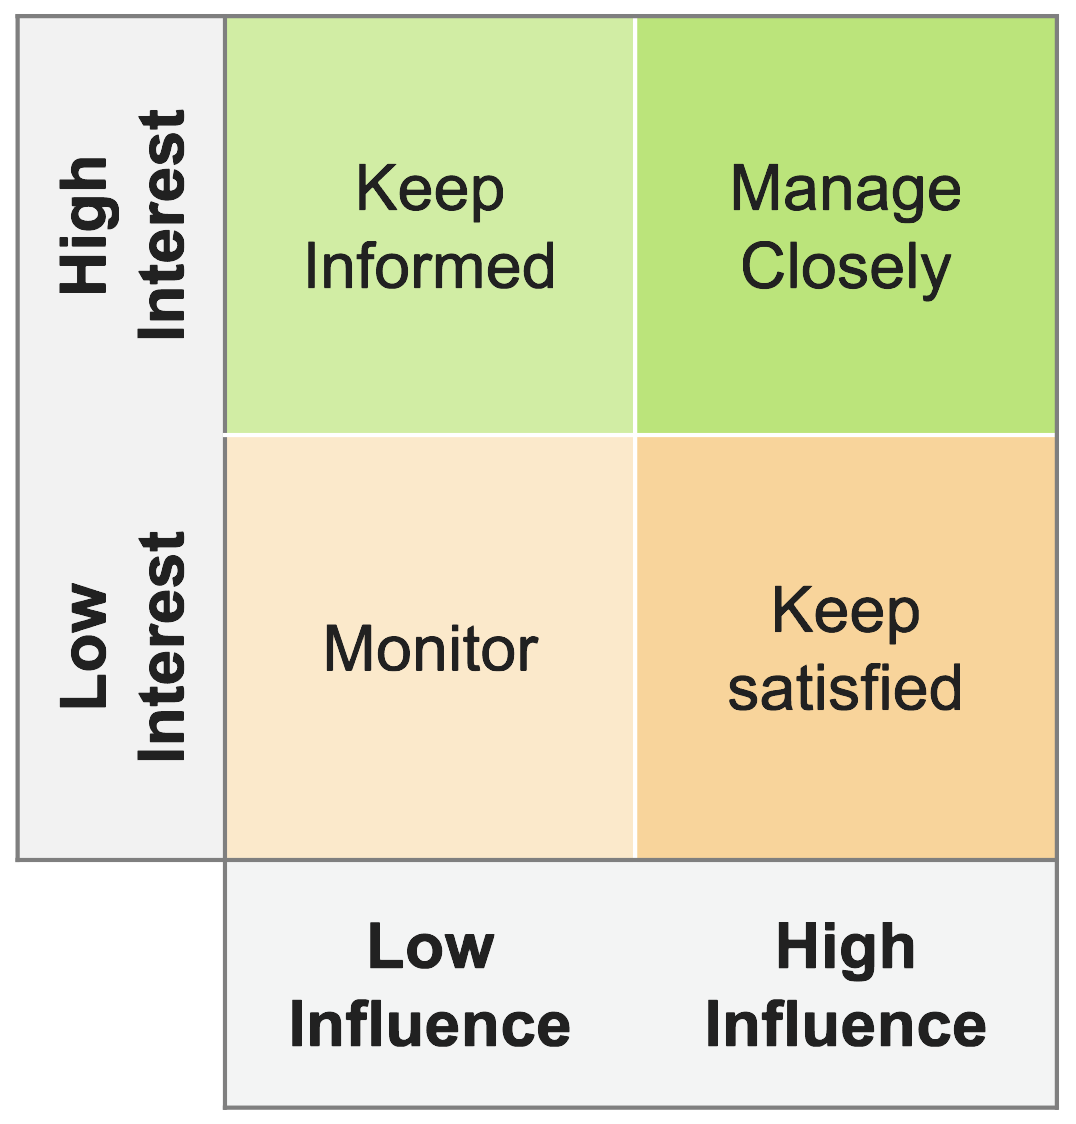 High
Interest
Keep
Informed
Manage
Closely
Low
Interest
Monitor
Keep
satisfied
Low
Influence
High
Influence